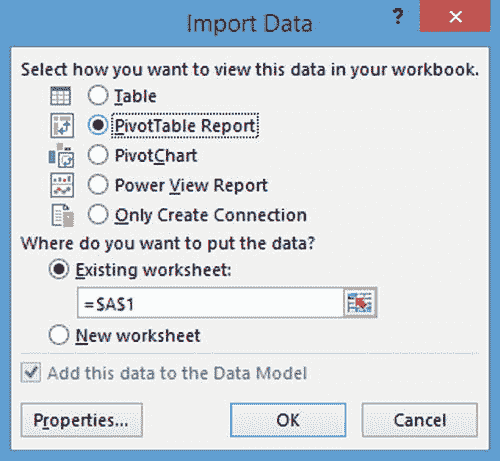 Import Data
?
Select how you want to view this data in your workbook.
Table
PivotTable Report
PivotChart
Power View Report
Only Create Connection
Where do you want to put the data?
Existing worksheet:
=$A$1
New worksheet
Add this data to the Data Model
Properties... OK Cancel